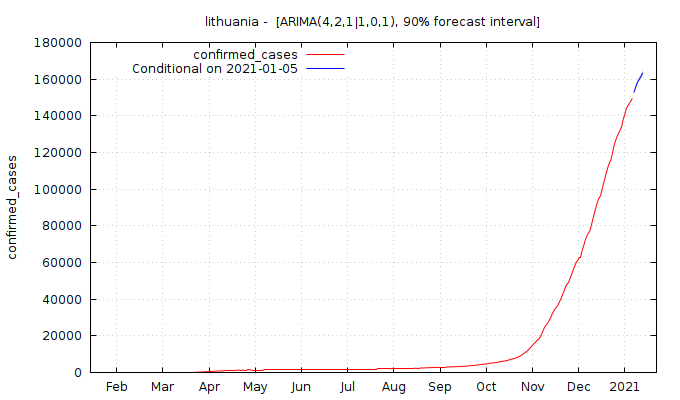 lithuania -  [ARIMA(4,2,1|1,0,1), 90% forecast interval]
confirmed_cases
Conditional on 2021-01-05
180000
160000
140000
120000
100000
80000
60000
40000
20000
0
confirmed_cases
Feb Mar Apr May Jun Jul Aug Sep Oct Nov Dec 2021